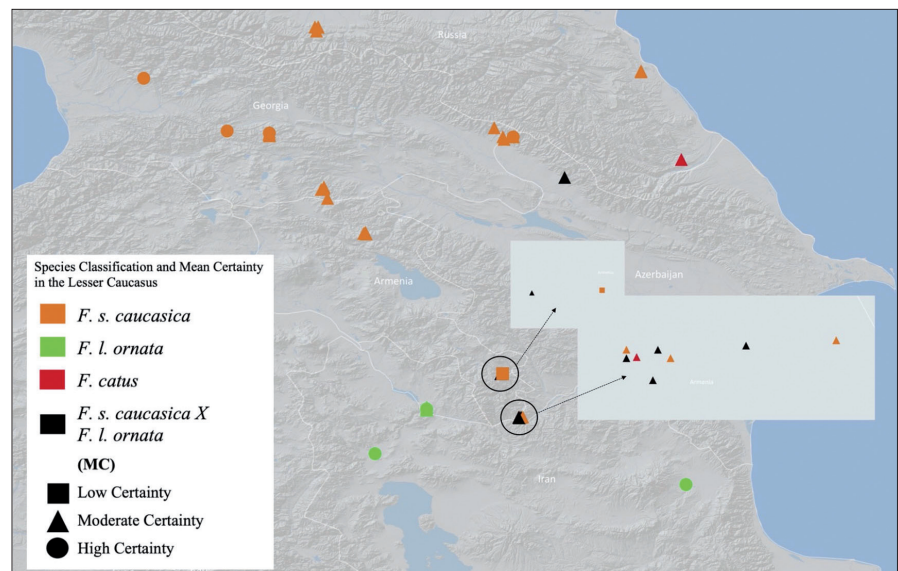 Russia
Georgia
Armenia
Azerbaijan
Iran
Species Classification and Mean Certainty
in the Lesser Caucasus
F. s. caucasica
F. l. ornata
F. catus
F. s. caucasica X
F. l. ornata
(MC)
Low Certainty
Moderate Certainty
High Certainty